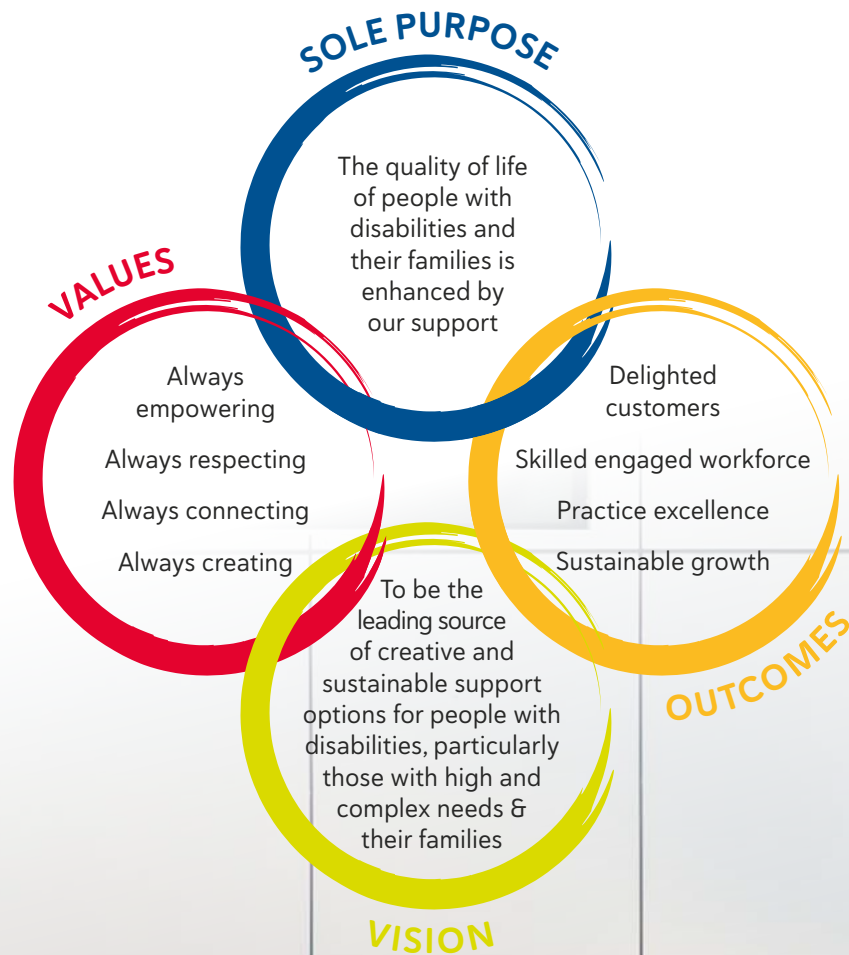 SOLE PURPOSE
The quality of life
of people with
disabilities and
their families is
enhanced by
our support
VALUES
Always
empowering
Always respecting
Always connecting
Always creating
Delighted
customers
Skilled engaged workforce
Practice excellence
Sustainable growth
OUTCOMES
To be the
leading source
of creative and
sustainable support
options for people with
disabilities, particularly
those with high and
complex needs &
their families
VISION